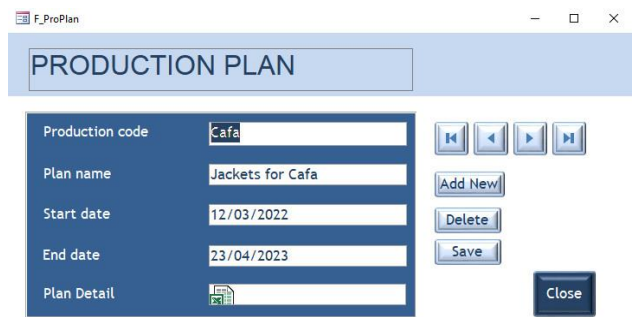 F_ProPlan
PRODUCTION PLAN
Production code Cafa
Plan name Jackets for Cafa
Add New
Start date 12/03/2022
Delete
End date 23/04/2023
Save
Plan Detail
Close